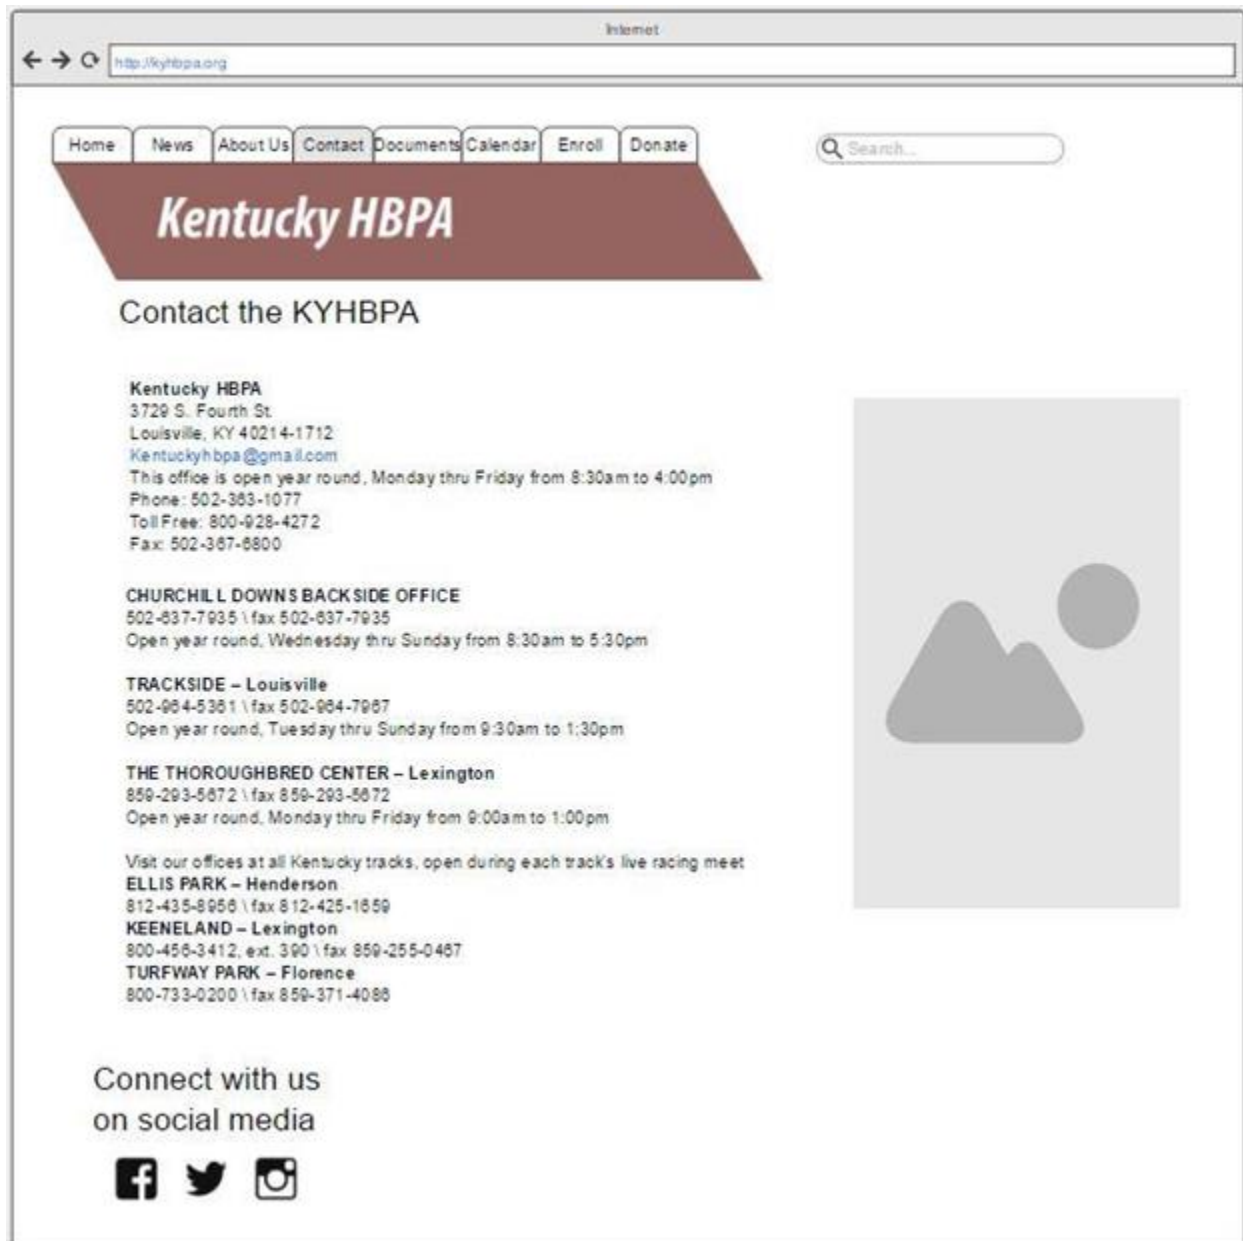 Internet
http://kyhbpa.org
Home News About Us Contact Documents Calendar Enroll Donate
Search...
Kentucky HBPA
Contact the KYHBPA
Kentucky HBPA
3729 S. Fourth St.
Louisville, KY 40214-1712
Kentuckyhbpa@gmail.com
This office is open year round, Monday thru Friday from 8:30am to 4:00pm
Phone: 502-363-1077
Toll Free: 800-928-4272
Fax: 502-367-6800
CHURCHILL DOWNS BACKSIDE OFFICE
502-637-7935 \ fax 502-637-7935
Open year round, Wednesday thru Sunday from 8:30am to 5:30pm
TRACKSIDE – Louisville
502-964-5361 \ fax 502-964-7967
Open year round, Tuesday thru Sunday from 9:30am to 1:30pm
THE THOROUGHBRED CENTER – Lexington
859-293-5672 \ fax 859-293-5672
Open year round, Monday thru Friday from 9:00am to 1:00pm
Visit our offices at all Kentucky tracks, open during each track's live racing meet
ELLIS PARK – Henderson
812-435-8956 \ fax 812-425-1659
KEENELAND – Lexington
800-456-3412, ext. 390 \ fax 859-255-0467
TURFWAY PARK – Florence
800-733-0200 \ fax 859-371-4086
Connect with us
on social media